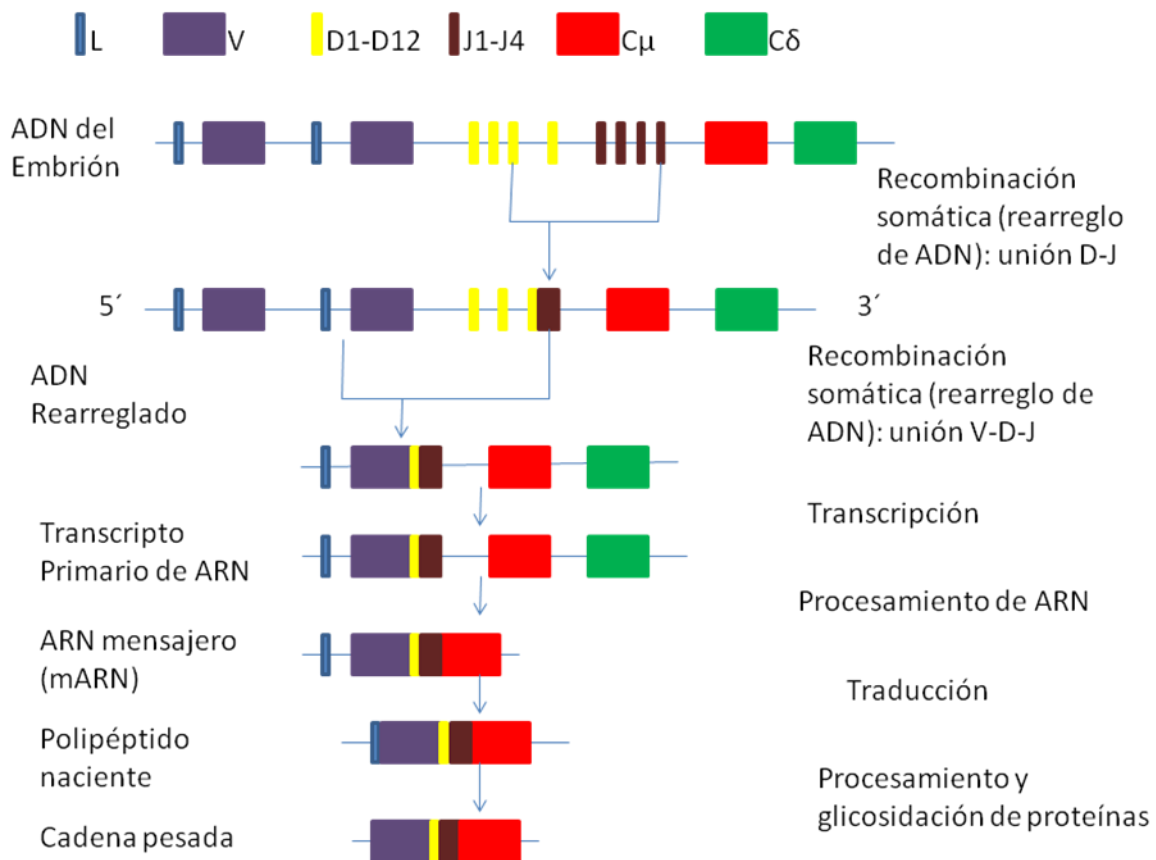 L V D1-D12 J1-J4 Cμ Cδ
ADN del
Embrión
Recombinación
somática (rearreglo
de ADN): unión D-J
5´ 3´
ADN
Rearreglado
Recombinación
somática (rearreglo de
ADN): unión V-D-J
Transcripto
Primario de ARN
Transcripción
Procesamiento de ARN
ARN mensajero
(mARN)
Traducción
Polipéptido
naciente
Procesamiento y
glicosidación de proteínas
Cadena pesada